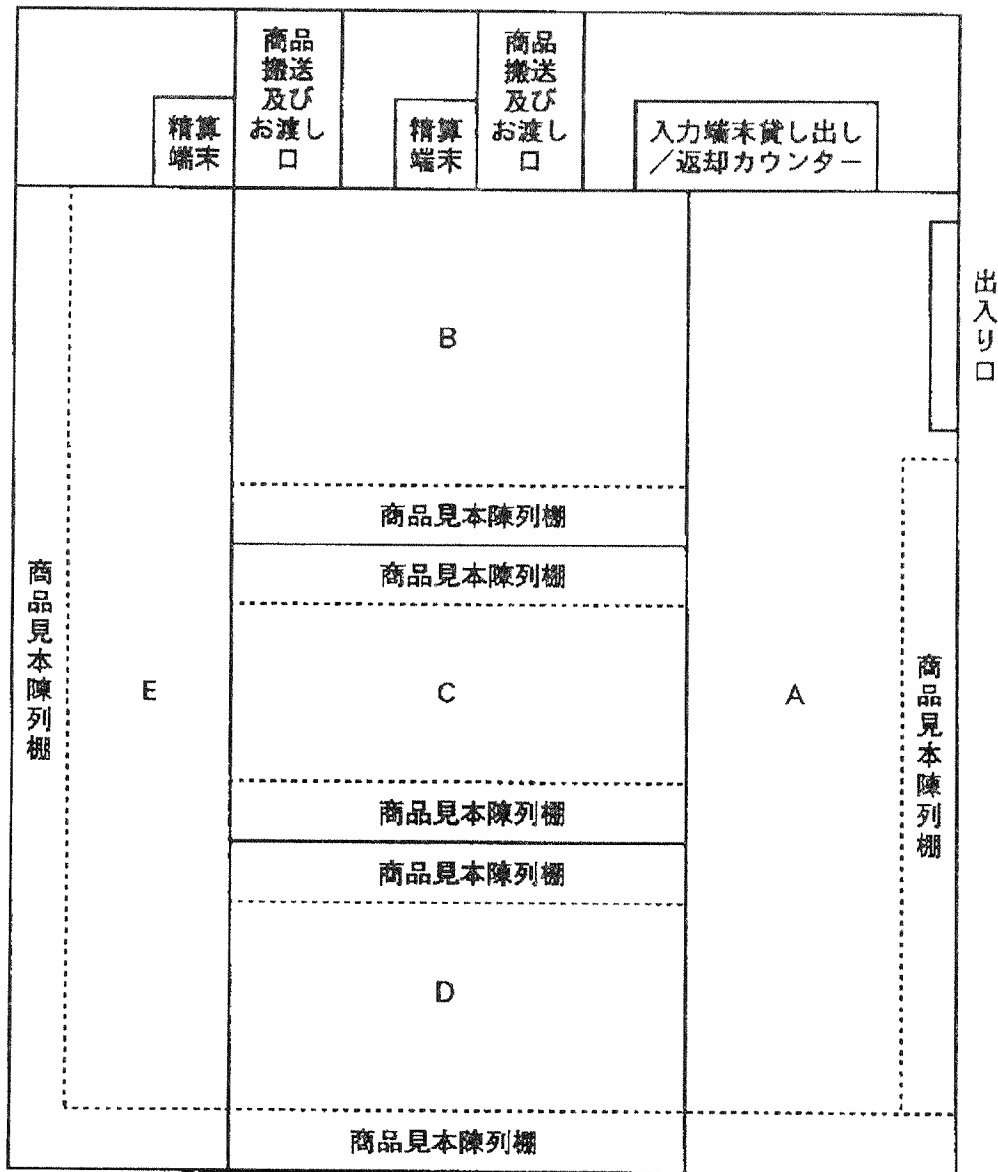 商品
搬送
及び
お渡し
口
商品
搬送
及び
お渡し
口
精算
端末
精算
端末
入力端末貸し出し
／返却カウンター
出入り口
B
商品見本陳列棚
商品見本陳列棚
商品見本陳列棚
E
C
A
商品見本陳列棚
商品見本陳列棚
商品見本陳列棚
D
商品見本陳列棚